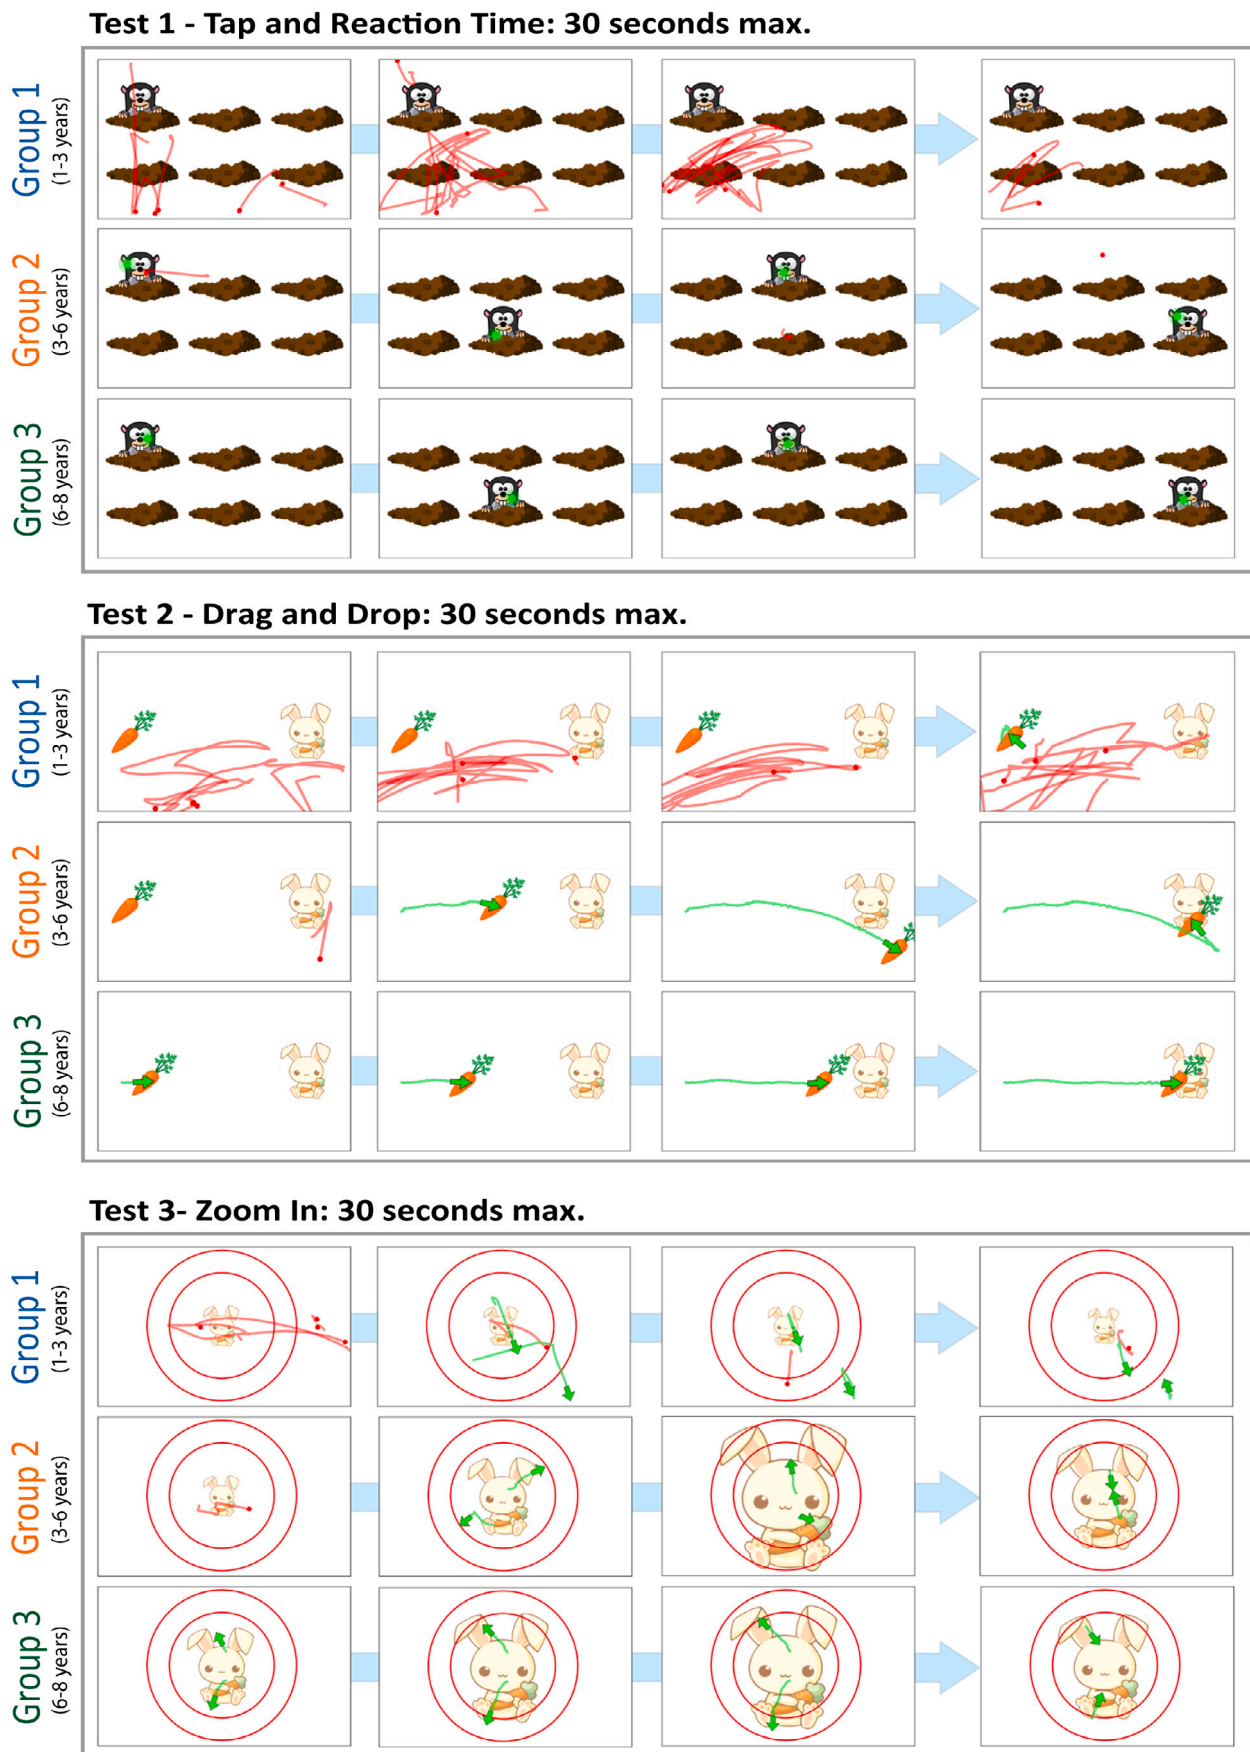 Test 1 - Tap and Reaction Time: 30 seconds max.
Group 1
(1-3 years)
Group 2
(3-6 years)
Group 3
(6-8 years)
Test 2 - Drag and Drop: 30 seconds max.
Group 1
(1-3 years)
Group 2
(3-6 years)
Group 3
(6-8 years)
Test 3- Zoom In: 30 seconds max.
Group 1
(1-3 years)
Group 2
(3-6 years)
Group 3
(6-8 years)